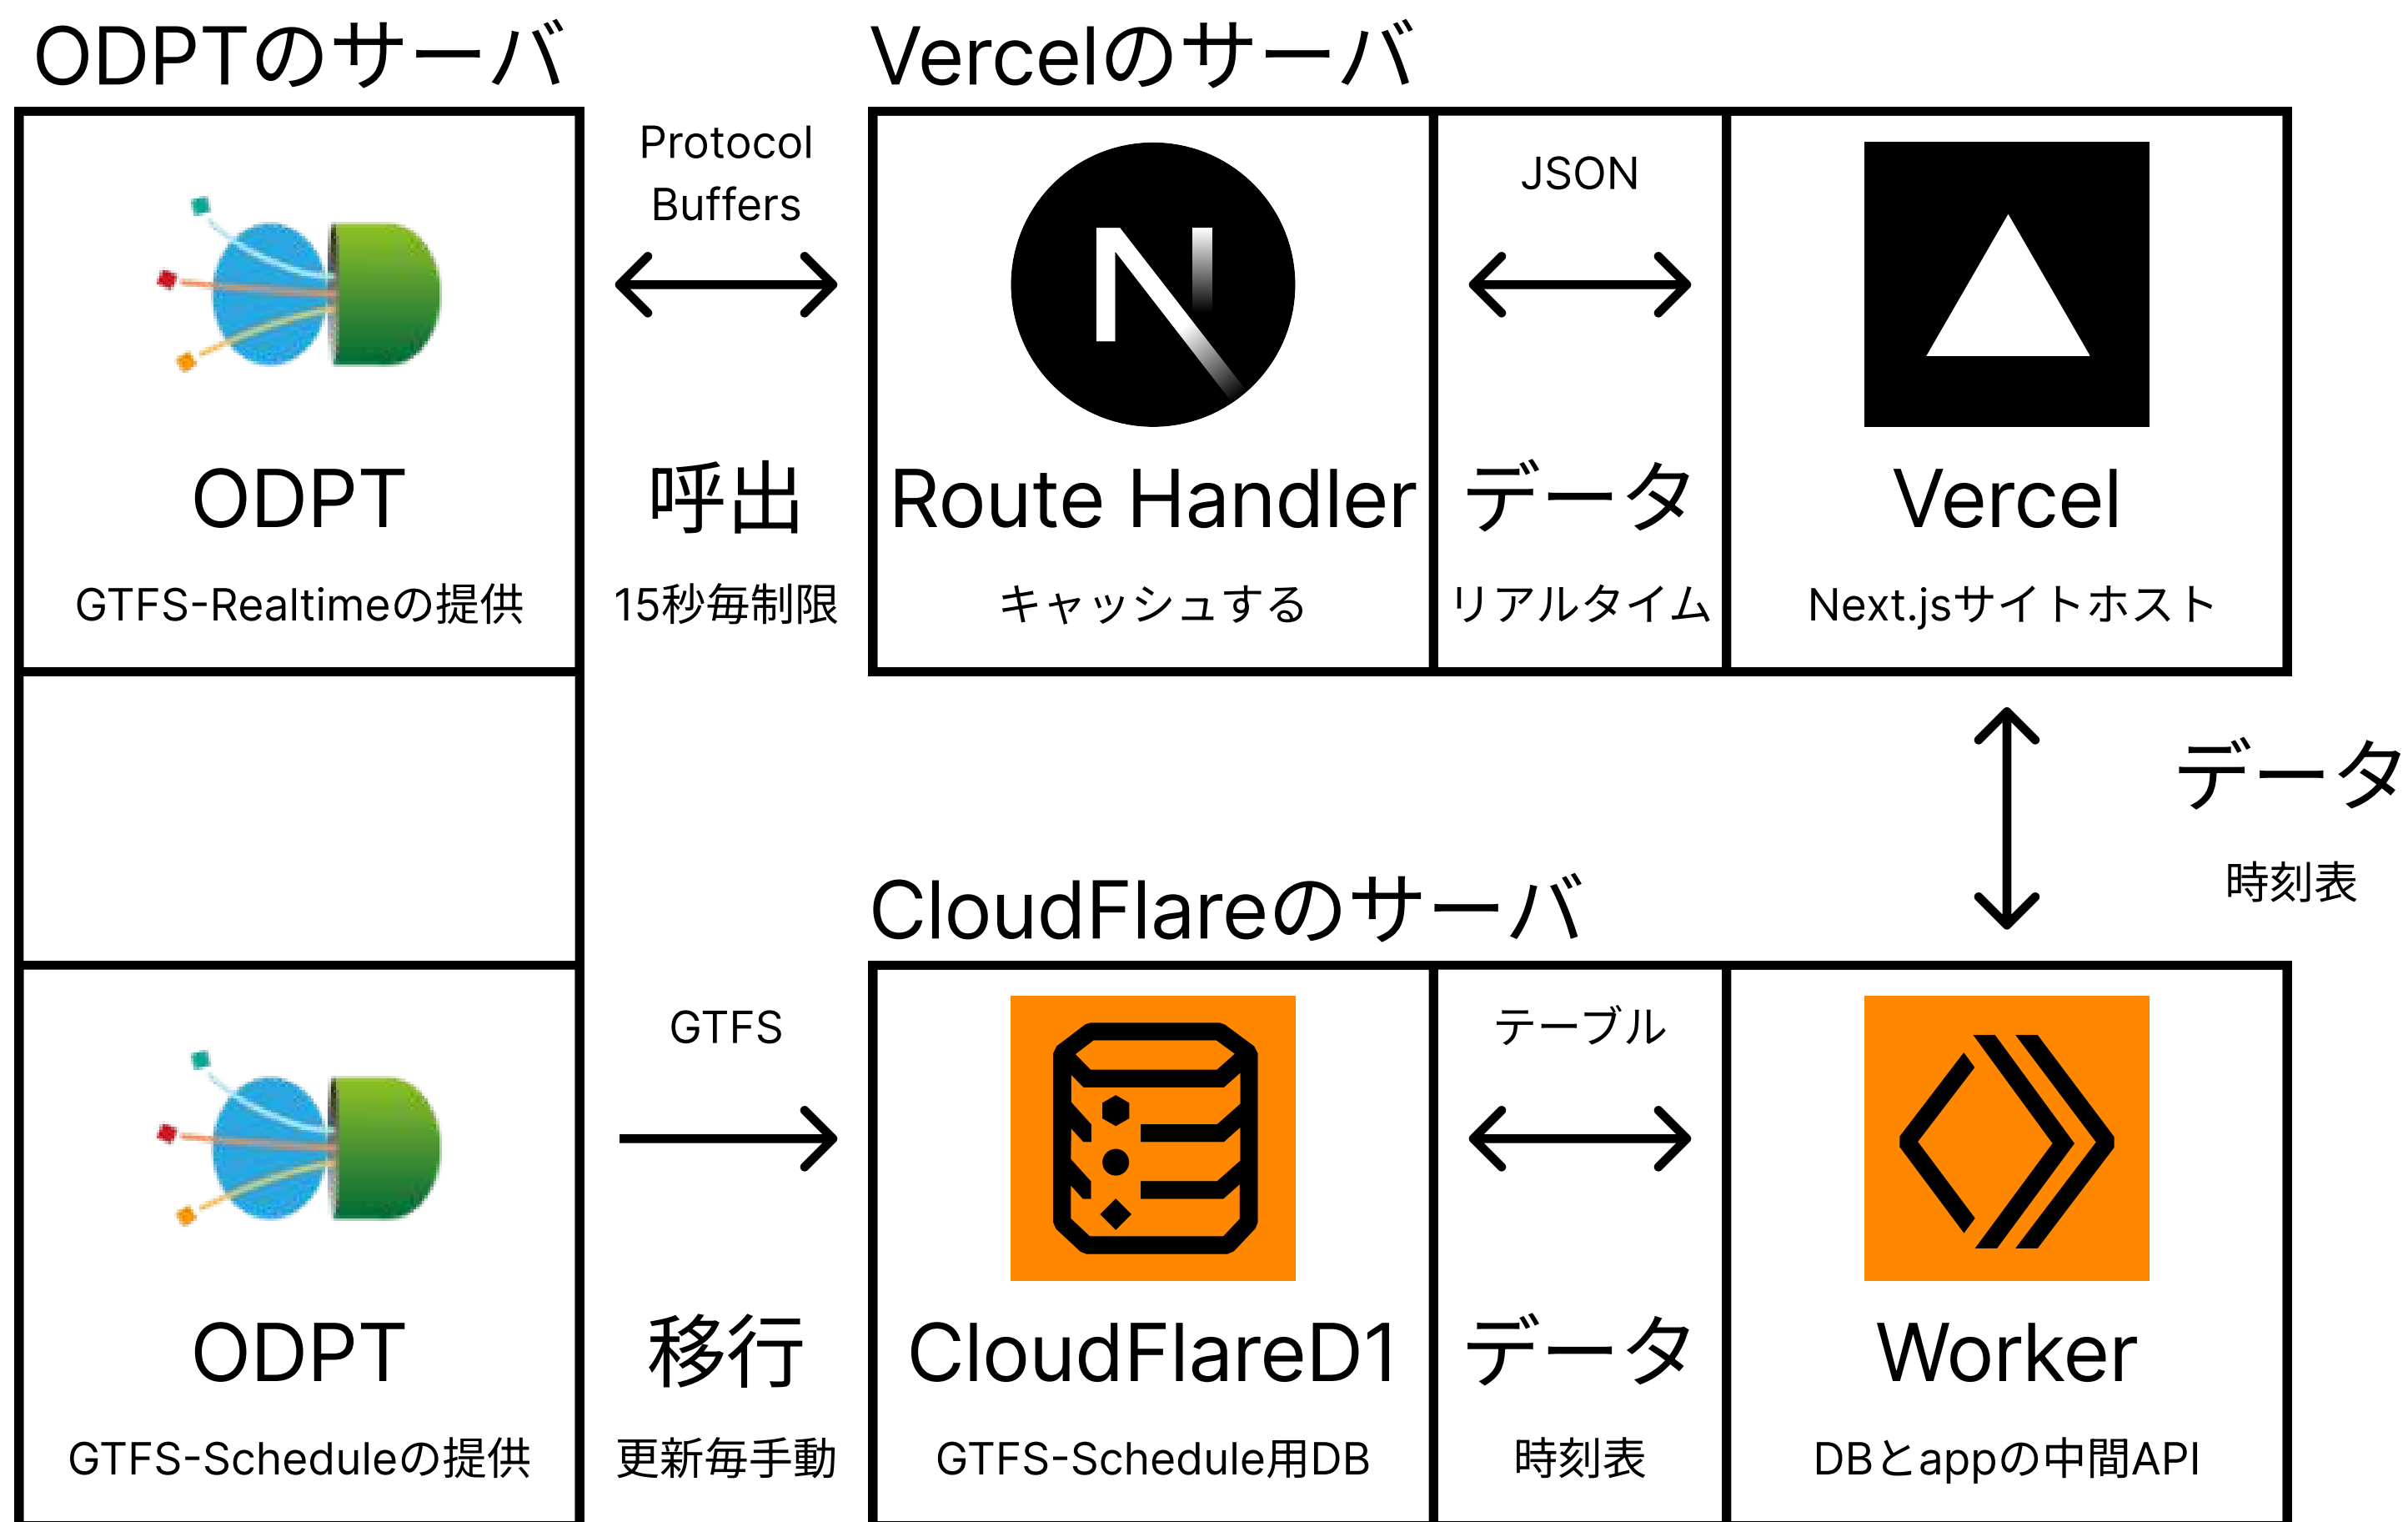 ODPTのサーバ
Vercelのサーバ
Protocol
Buffers
JSON
ODPT
呼出
Route Handler
データ
Vercel
GTFS-Realtimeの提供
15秒毎制限
キャッシュする
リアルタイム
Next.jsサイトホスト
データ
時刻表
CloudFlareのサーバ
GTFS
テーブル
ODPT
移行
CloudFlareD1
データ
Worker
GTFS-Scheduleの提供
更新毎手動
GTFS-Schedule用DB
時刻表
DBとappの中間API